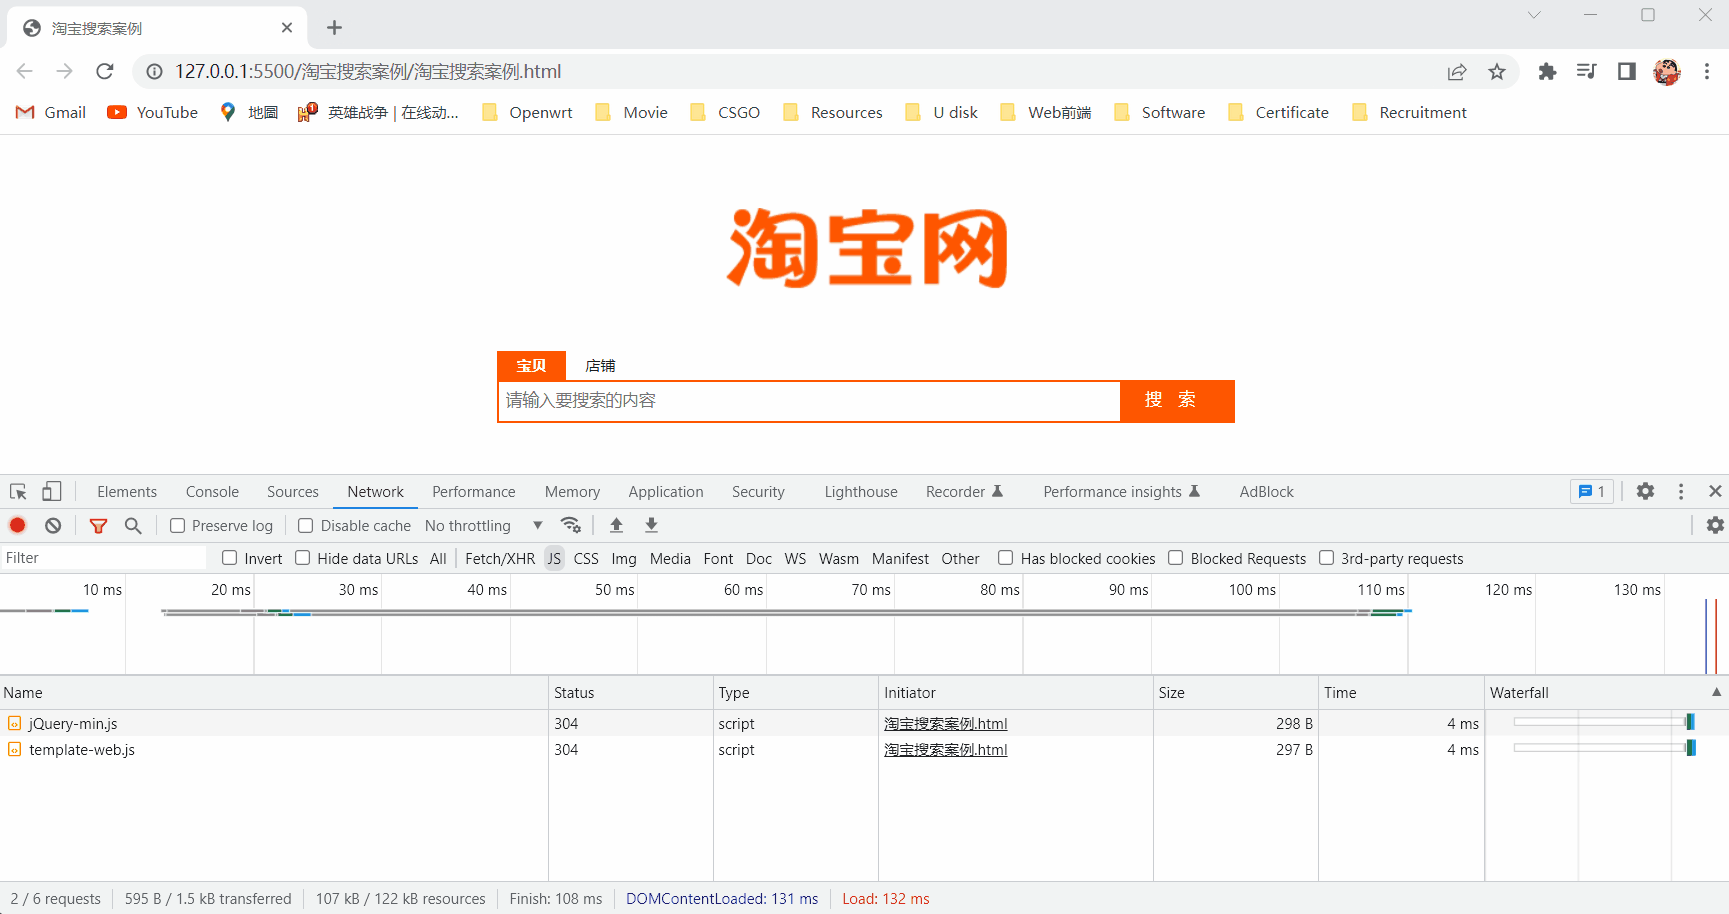 淘宝搜索案例
127.0.0.1:5500/淘宝搜索案例/淘宝搜索案例.html
Gmail YouTube 地圖 1 英雄战争 | 在线动... Openwrt Movie CSGO Resources U disk Web前端 Software Certificate Recruitment
淘宝网
宝贝 店铺
请输入要搜索的内容 搜 索
Elements Console Sources Network Performance Memory Application Security Lighthouse Recorder Performance insights AdBlock 1
Preserve log Disable cache No throttling
Filter Invert Hide data URLs All Fetch/XHR JS CSS Img Media Font Doc WS Wasm Manifest Other Has blocked cookies Blocked Requests 3rd-party requests
10 ms 20 ms 30 ms 40 ms 50 ms 60 ms 70 ms 80 ms 90 ms 100 ms 110 ms 120 ms 130 ms
Name Status Type Initiator Size Time Waterfall
jQuery-min.js 304 script 淘宝搜索案例.html 298 B 4 ms
template-web.js 304 script 淘宝搜索案例.html 297 B 4 ms
2 / 6 requests 595 B / 1.5 kB transferred 107 kB / 122 kB resources Finish: 108 ms DOMContentLoaded: 131 ms Load: 132 ms